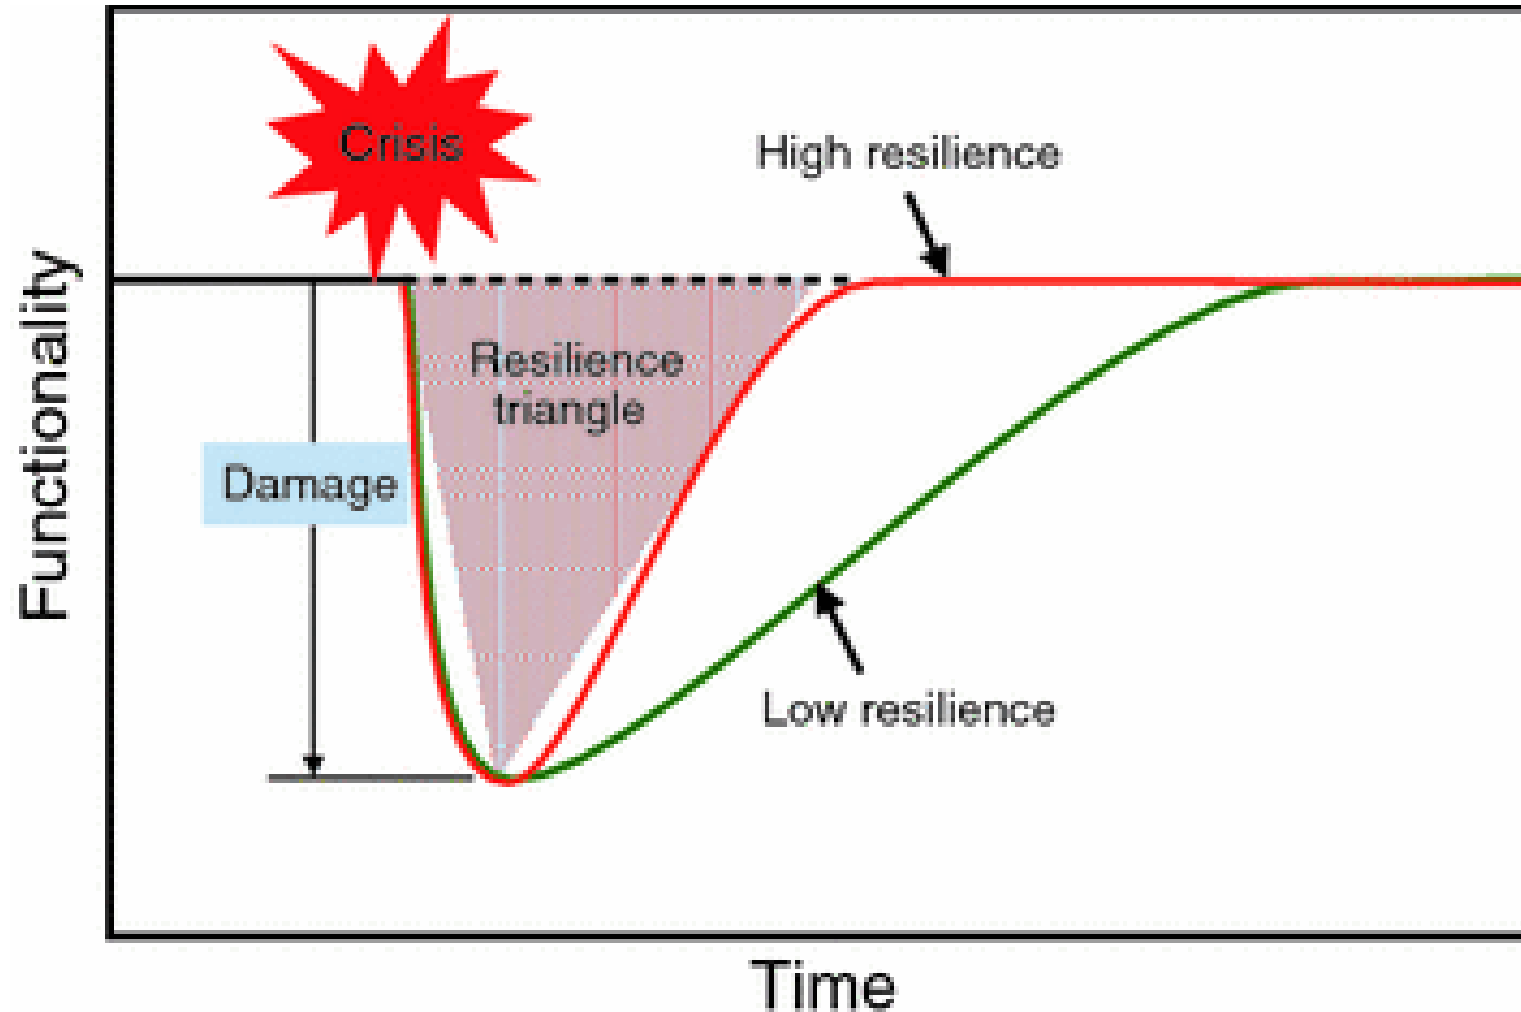 Crisis
High resilience
Resilience
triangle
Damage
Low resilience
Functionality
Time